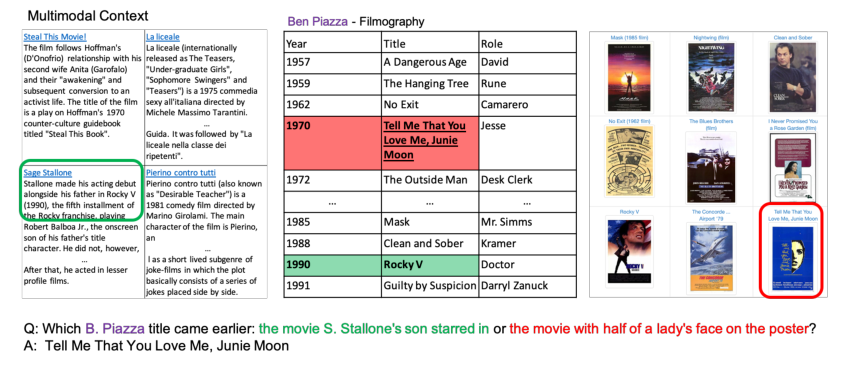 Multimodal Context
Steal This Movie!
The film follows Hoffman's
(D'Onofrio) relationship with his
second wife Anita (Garofalo)
and their "awakening" and
subsequent conversion to an
activist life. The title of the film
is a play on Hoffman's 1970
counter-culture guidebook
titled "Steal This Book".
La liceale
La liceale (internationally
released as The Teasers,
"Under-graduate Girls",
"Sophomore Swingers" and
"Teasers") is a 1975 commedia
sexy all'italiana directed by
Michele Massimo Tarantini.
...
Guida. It was followed by "La
liceale nella classe dei
ripetenti".
Sage Stallone
Stallone made his acting debut
alongside his father in Rocky V
(1990), the fifth installment of
the Rocky franchise, playing
Robert Balboa Jr., the onscreen
son of his father's title
character. He did not, however,
...
After that, he acted in lesser
profile films.
Pierino contro tutti
Pierino contro tutti (also known
as "Desirable Teacher") is a
1981 comedy film directed by
Marino Girolami. The main
character of the film is Pierino,
an
...
l as a short lived subgenre of
joke-films in which the plot
basically consists of a series of
jokes placed side by side.
Ben Piazza - Filmography
Year Title Role
1957 A Dangerous Age David
1959 The Hanging Tree Rune
1962 No Exit Camarero
1970 Tell Me That You Jesse
Love Me, Junie
Moon
1972 The Outside Man Desk Clerk
... ... ...
1985 Mask Mr. Simms
1988 Clean and Sober Kramer
1990 Rocky V Doctor
1991 Guilty by Suspicion Darryl Zanuck
Mask (1985 film) Nightwing (film) Clean and Sober
NIGHTWING
No Exit (1962 film) The Blues Brothers I Never Promised You
(film) a Rose Garden (film)
Rocky V The Concorde ... Tell Me That You
Airport '79 Love Me, Junie Moon
Q: Which B. Piazza title came earlier: the movie S. Stallone's son starred in or the movie with half of a lady's face on the poster?
A: Tell Me That You Love Me, Junie Moon